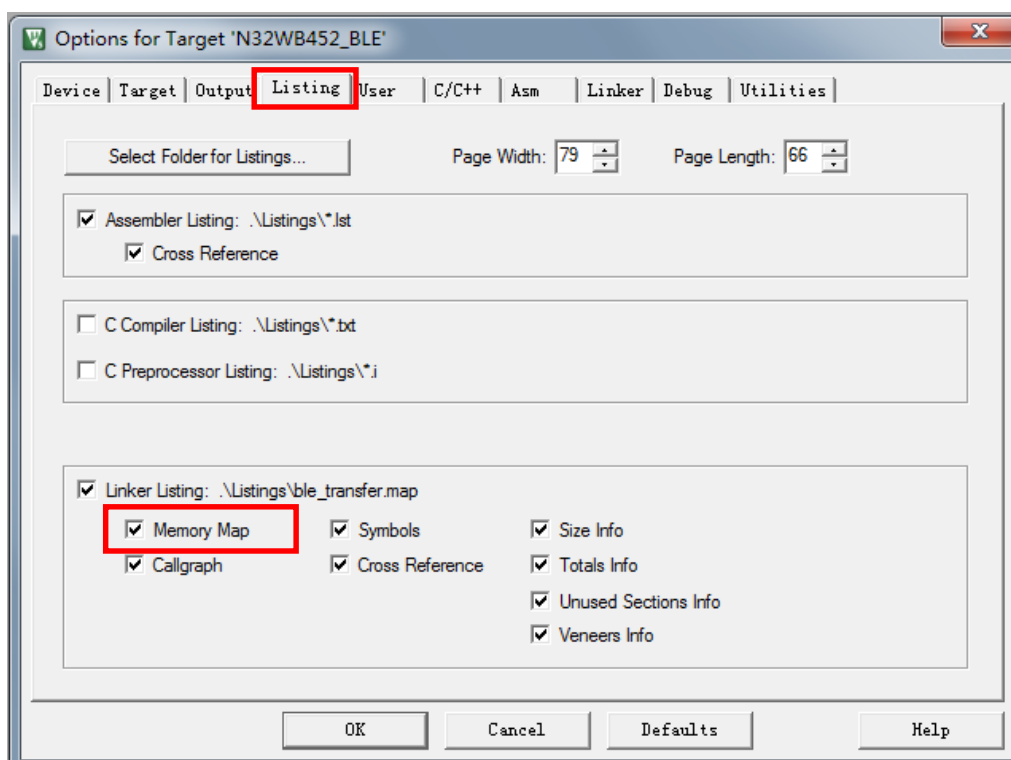 Options for Target 'N32WB452_BLE'
Device Target Output Listing User C/C++ Asm Linker Debug Utilities
Select Folder for Listings... Page Width: 79 Page Length: 66
Assembler Listing: .\Listings\*.lst
Cross Reference
C Compiler Listing: .\Listings\*.txt
C Preprocessor Listing: .\Listings\*.i
Linker Listing: .\Listings\ble_transfer.map
Memory Map Symbols Size Info
Callgraph Cross Reference Totals Info
Unused Sections Info
Veneers Info
OK Cancel Defaults Help